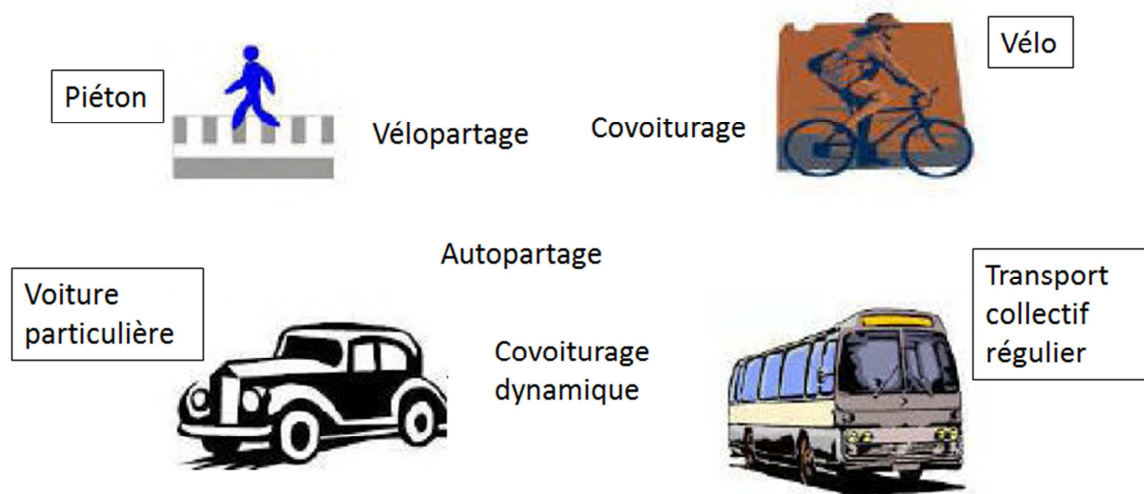 Vélo
Piéton
Vélopartage
Covoiturage
Autopartage
Voiture
particulière
Transport
collectif
régulier
Covoiturage
dynamique